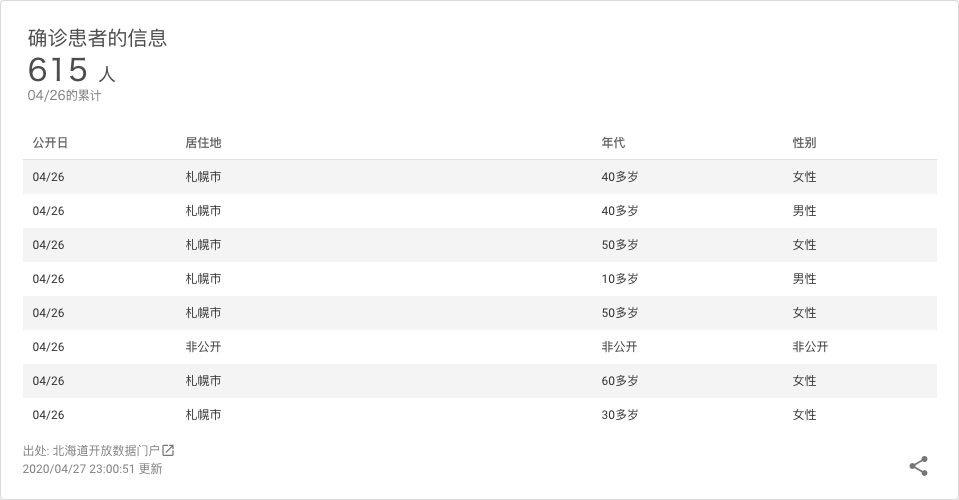 确诊患者的信息
615 人
04/26的累计
公开日 居住地 年代 性别
04/26 札幌市 40多岁 女性
04/26 札幌市 40多岁 男性
04/26 札幌市 50多岁 女性
04/26 札幌市 10多岁 男性
04/26 札幌市 50多岁 女性
04/26 非公开 非公开 非公开
04/26 札幌市 60多岁 女性
04/26 札幌市 30多岁 女性
出处: 北海道开放数据门户
2020/04/27 23:00:51 更新